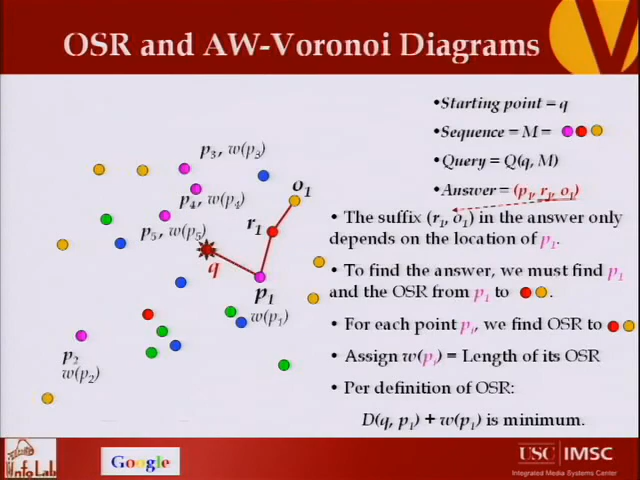 OSR and AW-Voronoi Diagrams
•Starting point = q
•Sequence = M =
•Query = Q(q, M)
•Answer = (p1, r1, o1)
• The suffix (r1, o1) in the answer only
depends on the location of p1.
• To find the answer, we must find p1
and the OSR from p1 to .
• For each point pi, we find OSR to
• Assign w(pi) = Length of its OSR
• Per definition of OSR:
D(q, p1) + w(p1) is minimum.
p3, w(p3)
p4, w(p4)
p5, w(p5)
o1
r1
q
p1
w(p1)
p2
w(p2)
InfoLab
Google
USC IMSC
Integrated Media Systems Center